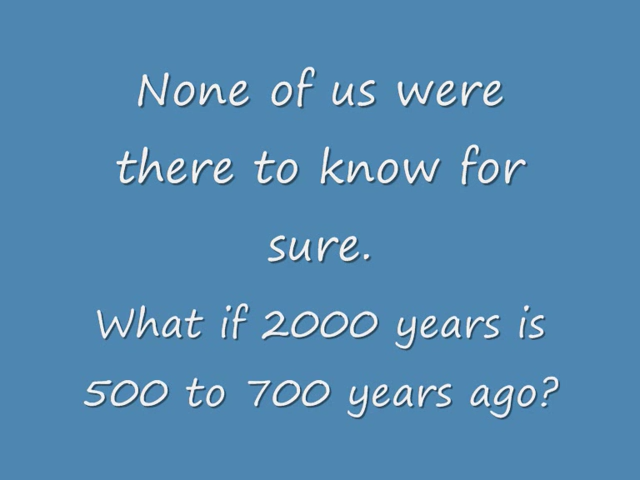 None of us were
there to know for
sure.
What if 2000 years is
500 to 700 years ago?